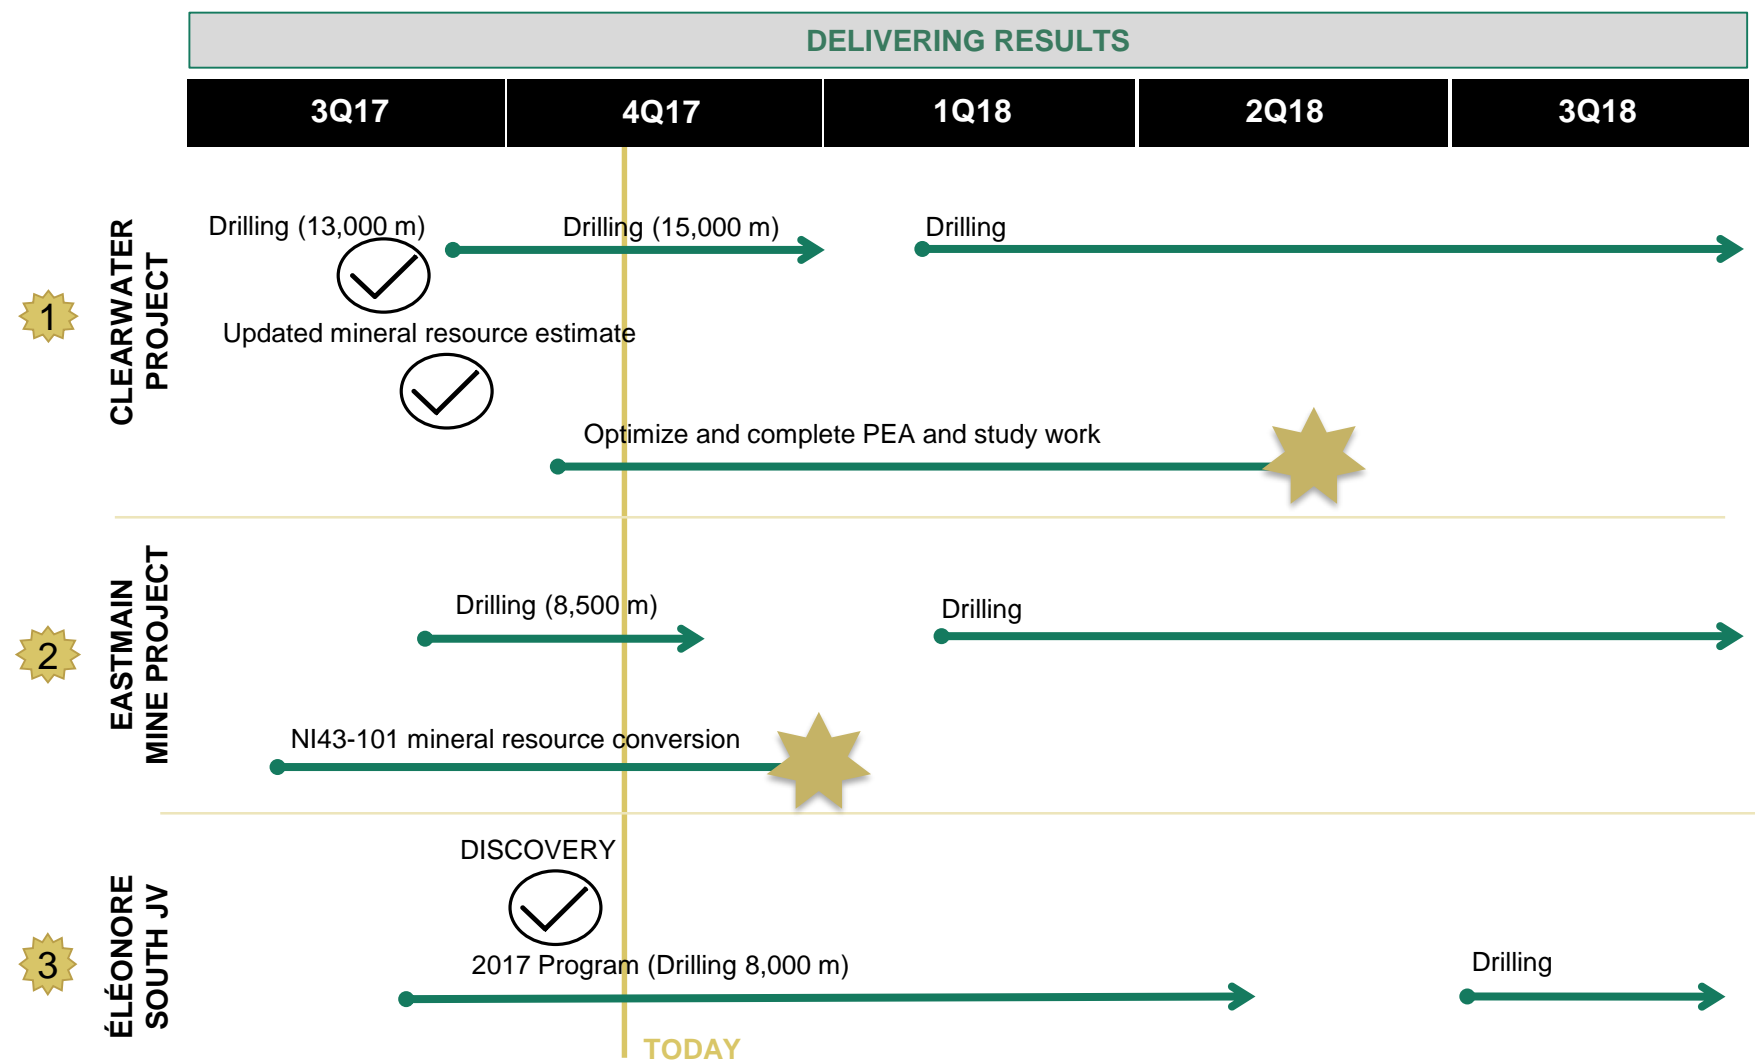 DELIVERING RESULTS
3Q17
4Q17
1Q18
2Q18
3Q18
1
CLEARWATER
PROJECT
Drilling (13,000 m)
Drilling (15,000 m)
Drilling
Updated mineral resource estimate
Optimize and complete PEA and study work
2
EASTMAIN
MINE PROJECT
Drilling (8,500 m)
Drilling
NI43-101 mineral resource conversion
3
ÉLÉONORE
SOUTH JV
DISCOVERY
2017 Program (Drilling 8,000 m)
Drilling
TODAY